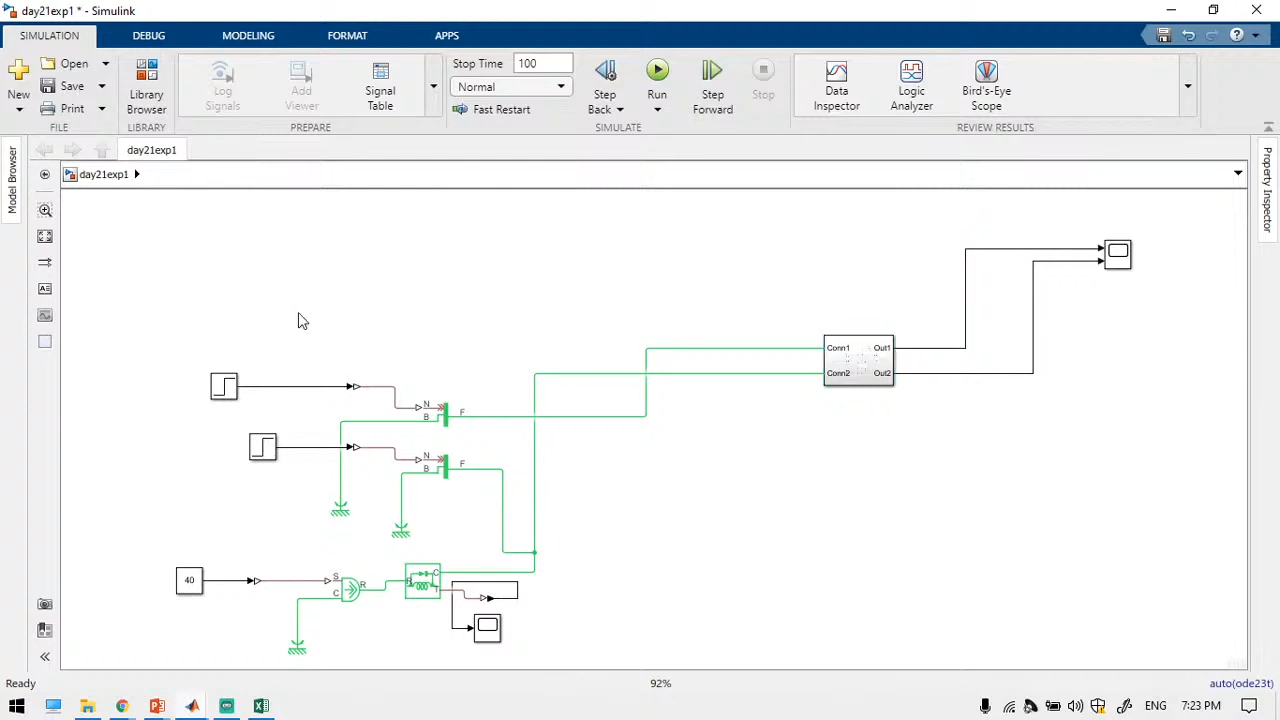 day21exp1 * - Simulink
SIMULATION DEBUG MODELING FORMAT APPS
New
Open
Save
Print
FILE
Library Browser
LIBRARY
Log Signals
Add Viewer
Signal Table
PREPARE
Stop Time 100
Normal
Fast Restart
Step Back
Run
Step Forward
Stop
SIMULATE
Data Inspector
Logic Analyzer
Bird's-Eye Scope
REVIEW RESULTS
Model Browser
day21exp1
day21exp1
Property Inspector
Conn1 Out1
Conn2 Out2
N
B
F
N
B
F
40
S
C
R
R
C
T
Ready
92%
auto(ode23t)
ENG
7:23 PM